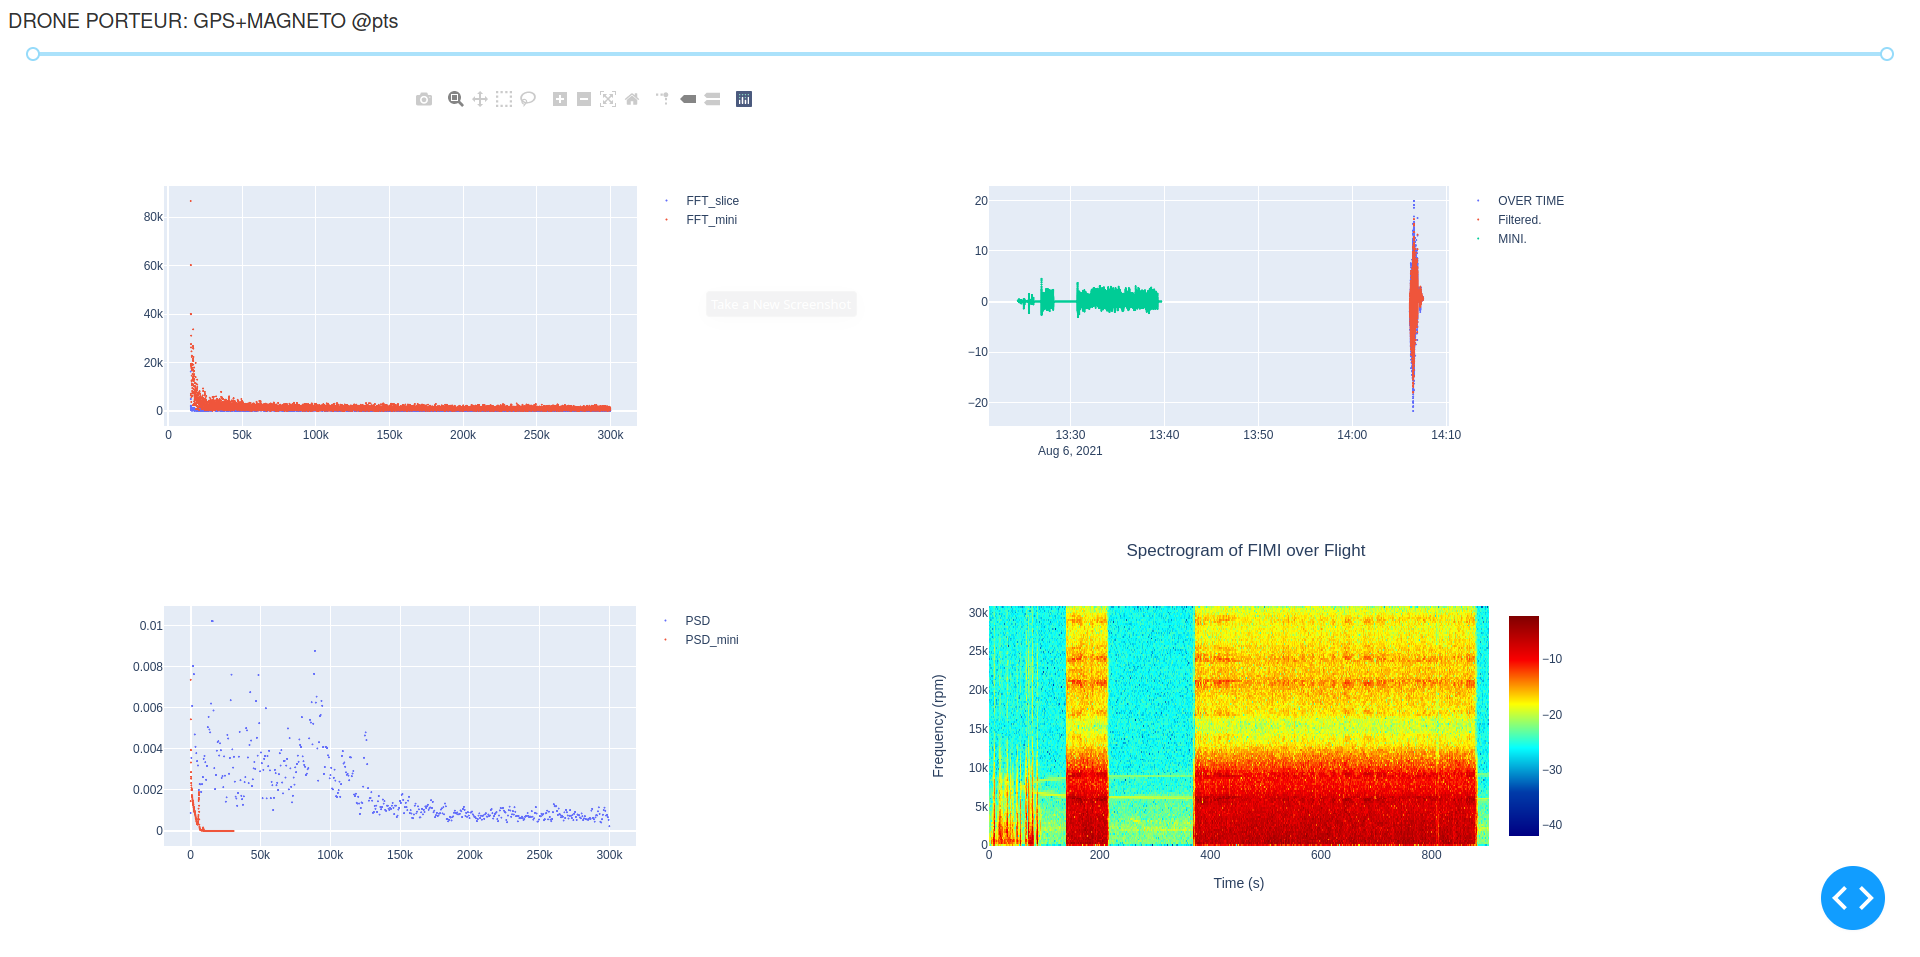 DRONE PORTEUR: GPS+MAGNETO @pts
80k
60k
40k
20k
0
0 50k 100k 150k 200k 250k 300k
FFT_slice
FFT_mini
Take a New Screenshot
20
10
0
−10
−20
13:30 13:40 13:50 14:00 14:10
Aug 6, 2021
OVER TIME
Filtered.
MINI.
0.01
0.008
0.006
0.004
0.002
0
0 50k 100k 150k 200k 250k 300k
PSD
PSD_mini
Spectrogram of FIMI over Flight
Frequency (rpm)
30k
25k
20k
15k
10k
5k
0
0 200 400 600 800
Time (s)
−10
−20
−30
−40